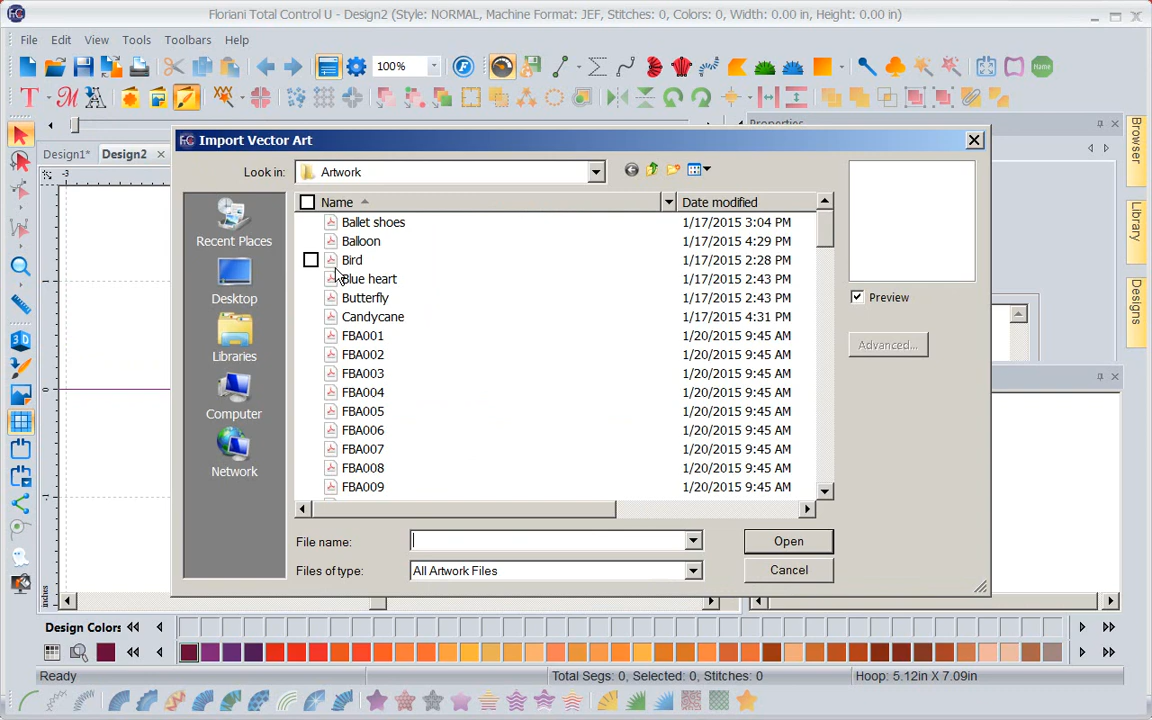 Floriani Total Control U - Design2 (Style: NORMAL, Machine Format: JEF, Stitches: 0, Colors: 0, Width: 0.00 in, Height: 0.00 in)
File Edit View Tools Toolbars Help
100%
Name
Properties
Design1* Design2
-3
0
-1
inches
Browser
Library
Designs
Import Vector Art
Look in: Artwork
Name Date modified
Ballet shoes 1/17/2015 3:04 PM
Balloon 1/17/2015 4:29 PM
Bird 1/17/2015 2:28 PM
Blue heart 1/17/2015 2:43 PM
Butterfly 1/17/2015 2:43 PM
Candycane 1/17/2015 4:31 PM
FBA001 1/20/2015 9:45 AM
FBA002 1/20/2015 9:45 AM
FBA003 1/20/2015 9:45 AM
FBA004 1/20/2015 9:45 AM
FBA005 1/20/2015 9:45 AM
FBA006 1/20/2015 9:45 AM
FBA007 1/20/2015 9:45 AM
FBA008 1/20/2015 9:45 AM
FBA009 1/20/2015 9:45 AM
Recent Places
Desktop
Libraries
Computer
Network
Preview
Advanced...
File name: Open
Files of type: All Artwork Files Cancel
Design Colors
Ready Total Segs: 0, Selected: 0, Stitches: 0 Hoop: 5.12in X 7.09in